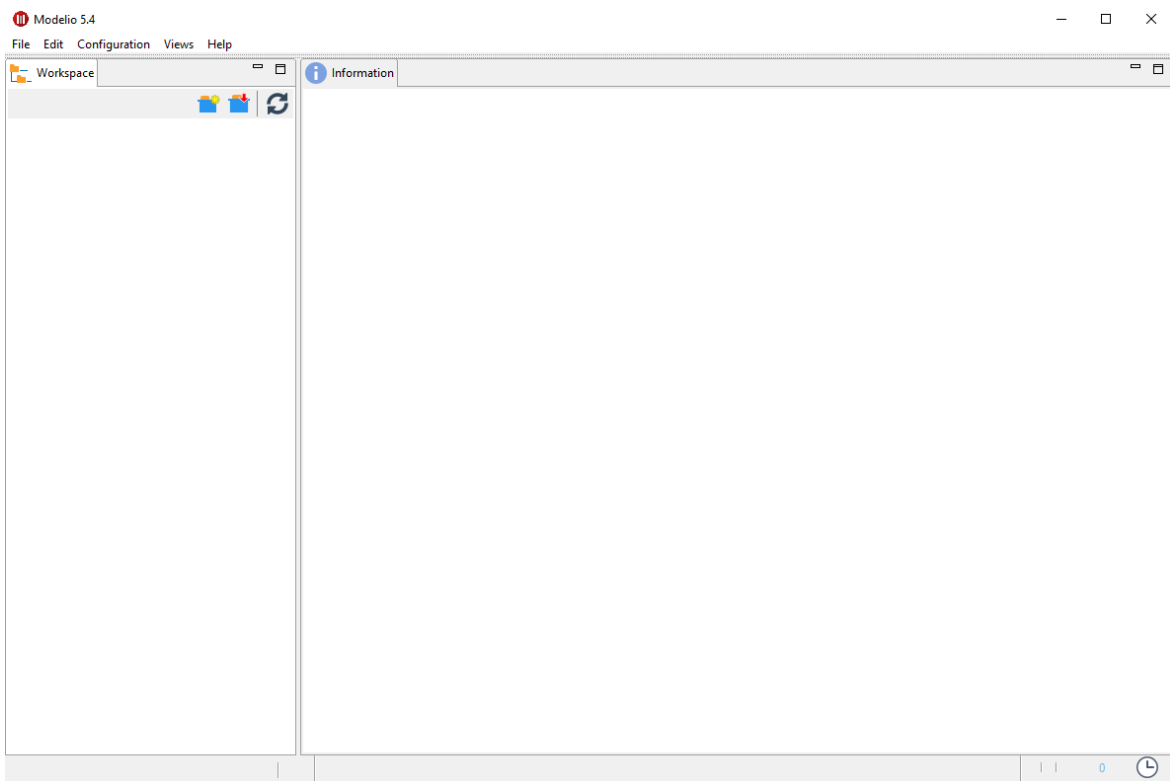 Modelio 5.4
File Edit Configuration Views Help
Workspace
Information
0